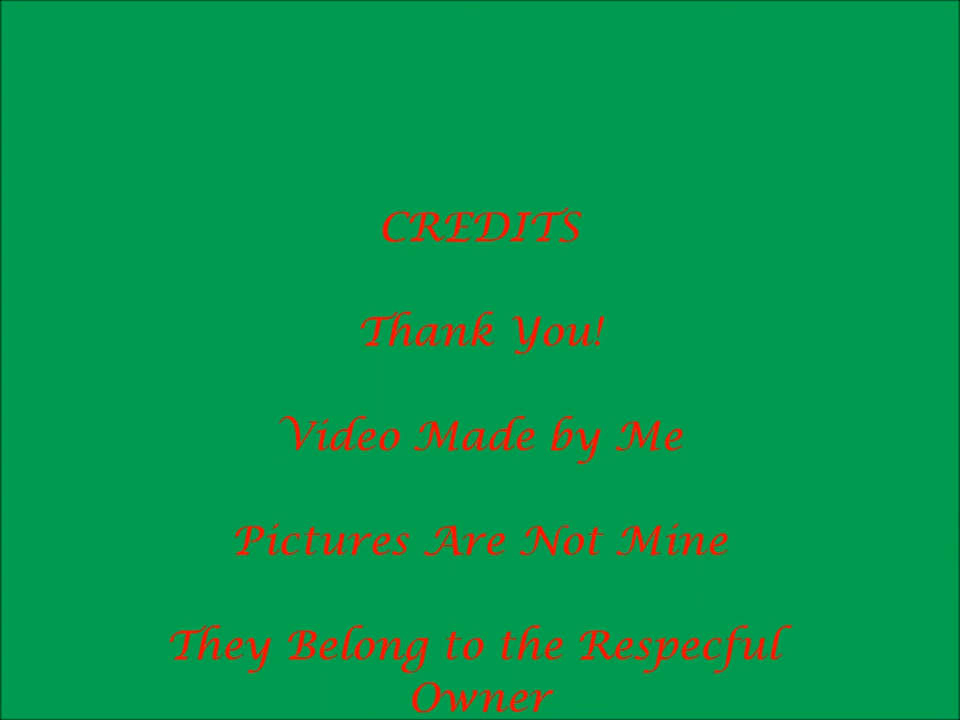 CREDITS
Thank You!
Video Made by Me
Pictures Are Not Mine
They Belong to the Respecful
Owner